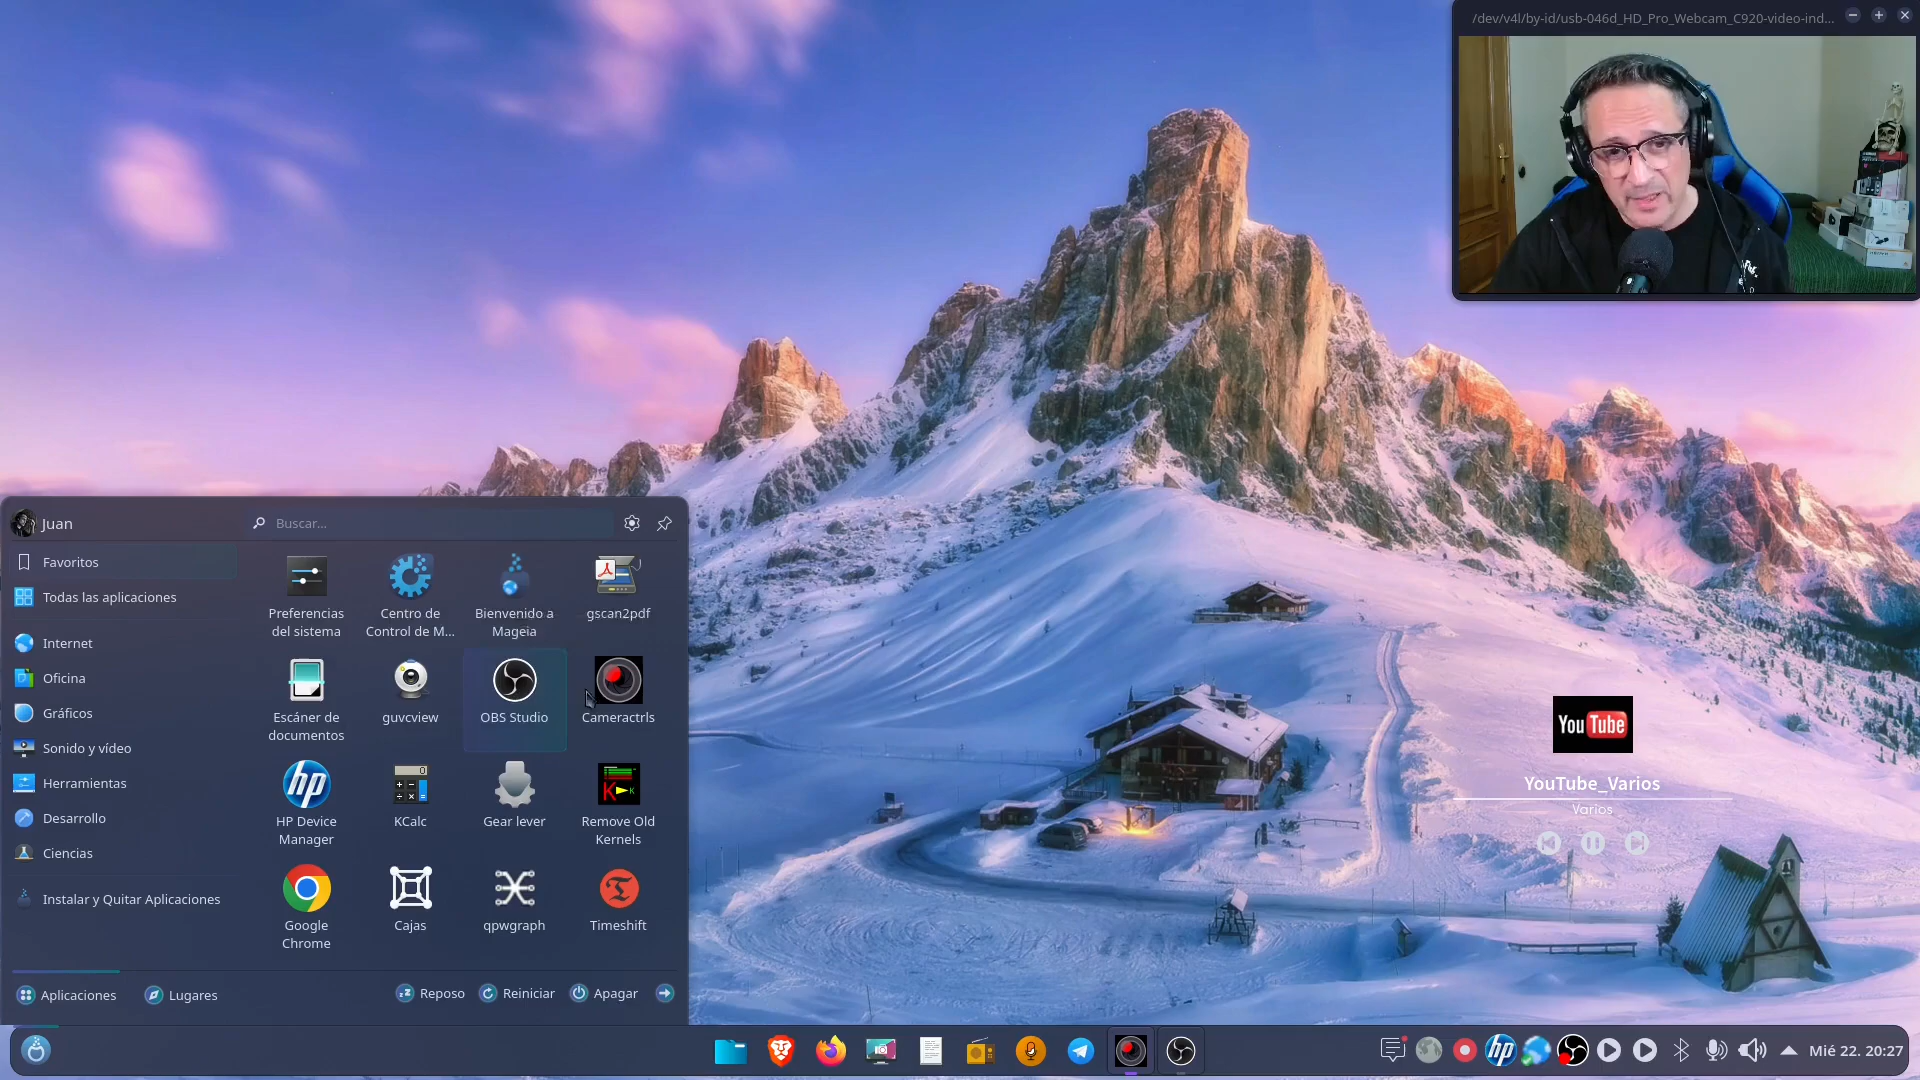 /dev/v4l/by-id/usb-046d_HD_Pro_Webcam_C920-video-ind...
Juan
Buscar...
Favoritos
Todas las aplicaciones
Internet
Oficina
Gráficos
Sonido y vídeo
Herramientas
Desarrollo
Ciencias
Instalar y Quitar Aplicaciones
Preferencias
del sistema
Centro de
Control de M...
Bienvenido a
Mageia
gscan2pdf
Escáner de
documentos
guvcview
OBS Studio
Cameractrls
HP Device
Manager
KCalc
Gear lever
Remove Old
Kernels
Google
Chrome
Cajas
qpwgraph
Timeshift
Aplicaciones
Lugares
Reposo
Reiniciar
Apagar
YouTube
YouTube_Varios
Varios
Mié 22. 20:27